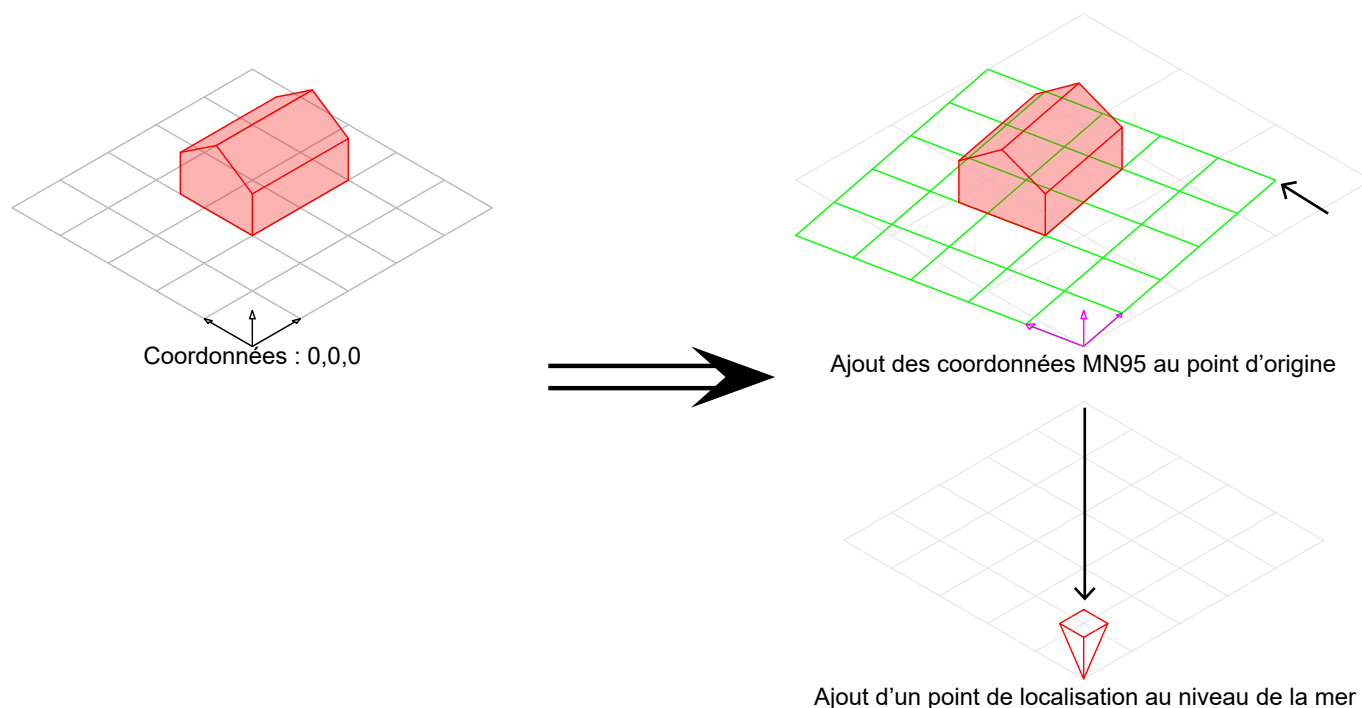 Coordonnées : 0,0,0
Ajout des coordonnées MN95 au point d’origine
Ajout d’un point de localisation au niveau de la mer